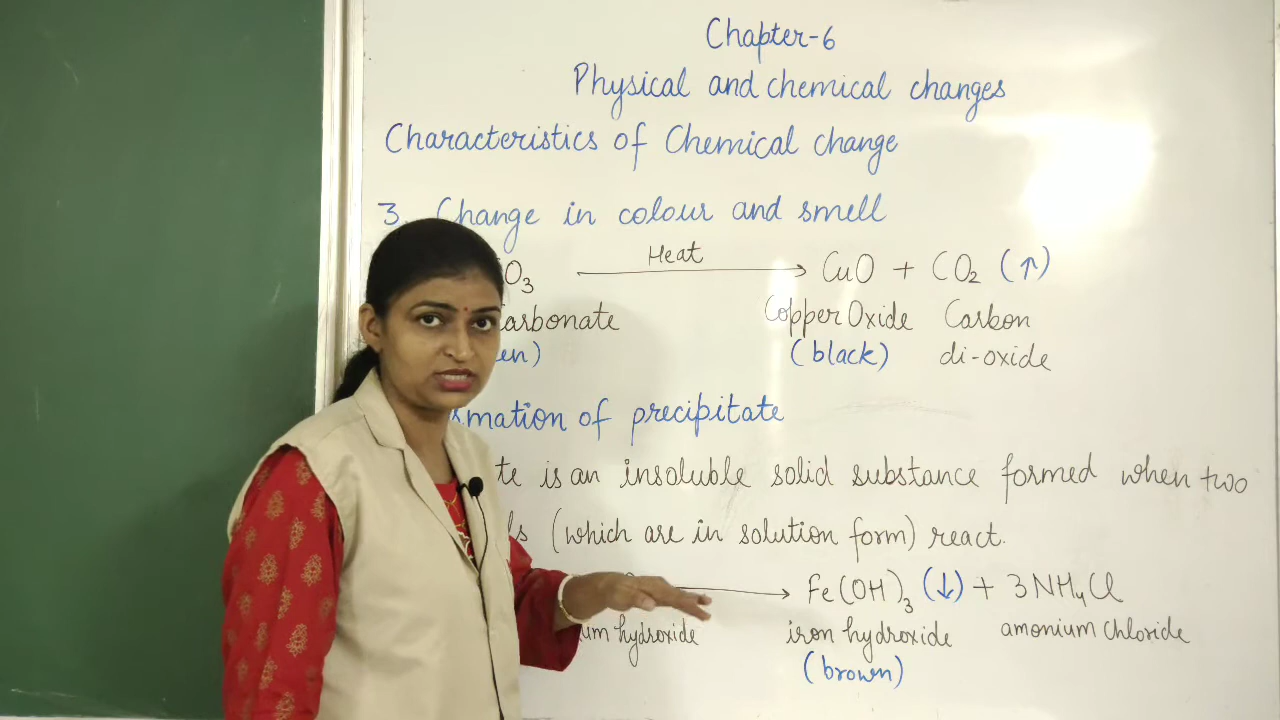 Chapter-6
Physical and chemical changes
Characteristics of Chemical change
3. Change in colour and smell
O₃ Heat → CuO + CO₂ (↑)
arbonate Copper Oxide Carbon
en) (black) di-oxide
mation of precipitate
te is an insoluble solid substance formed when two
ls (which are in solution form) react.
→ Fe(OH)₃ (↓) + 3NH₄Cl
um hydroxide iron hydroxide amonium chloride
(brown)